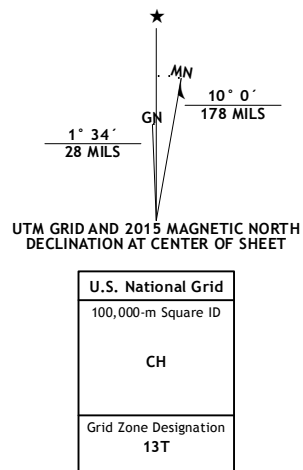 ★
MN
GN
10° 0´
178 MILS
1° 34´
28 MILS
UTM GRID AND 2015 MAGNETIC NORTH
DECLINATION AT CENTER OF SHEET
U.S. National Grid
100,000-m Square ID
CH
Grid Zone Designation
13T